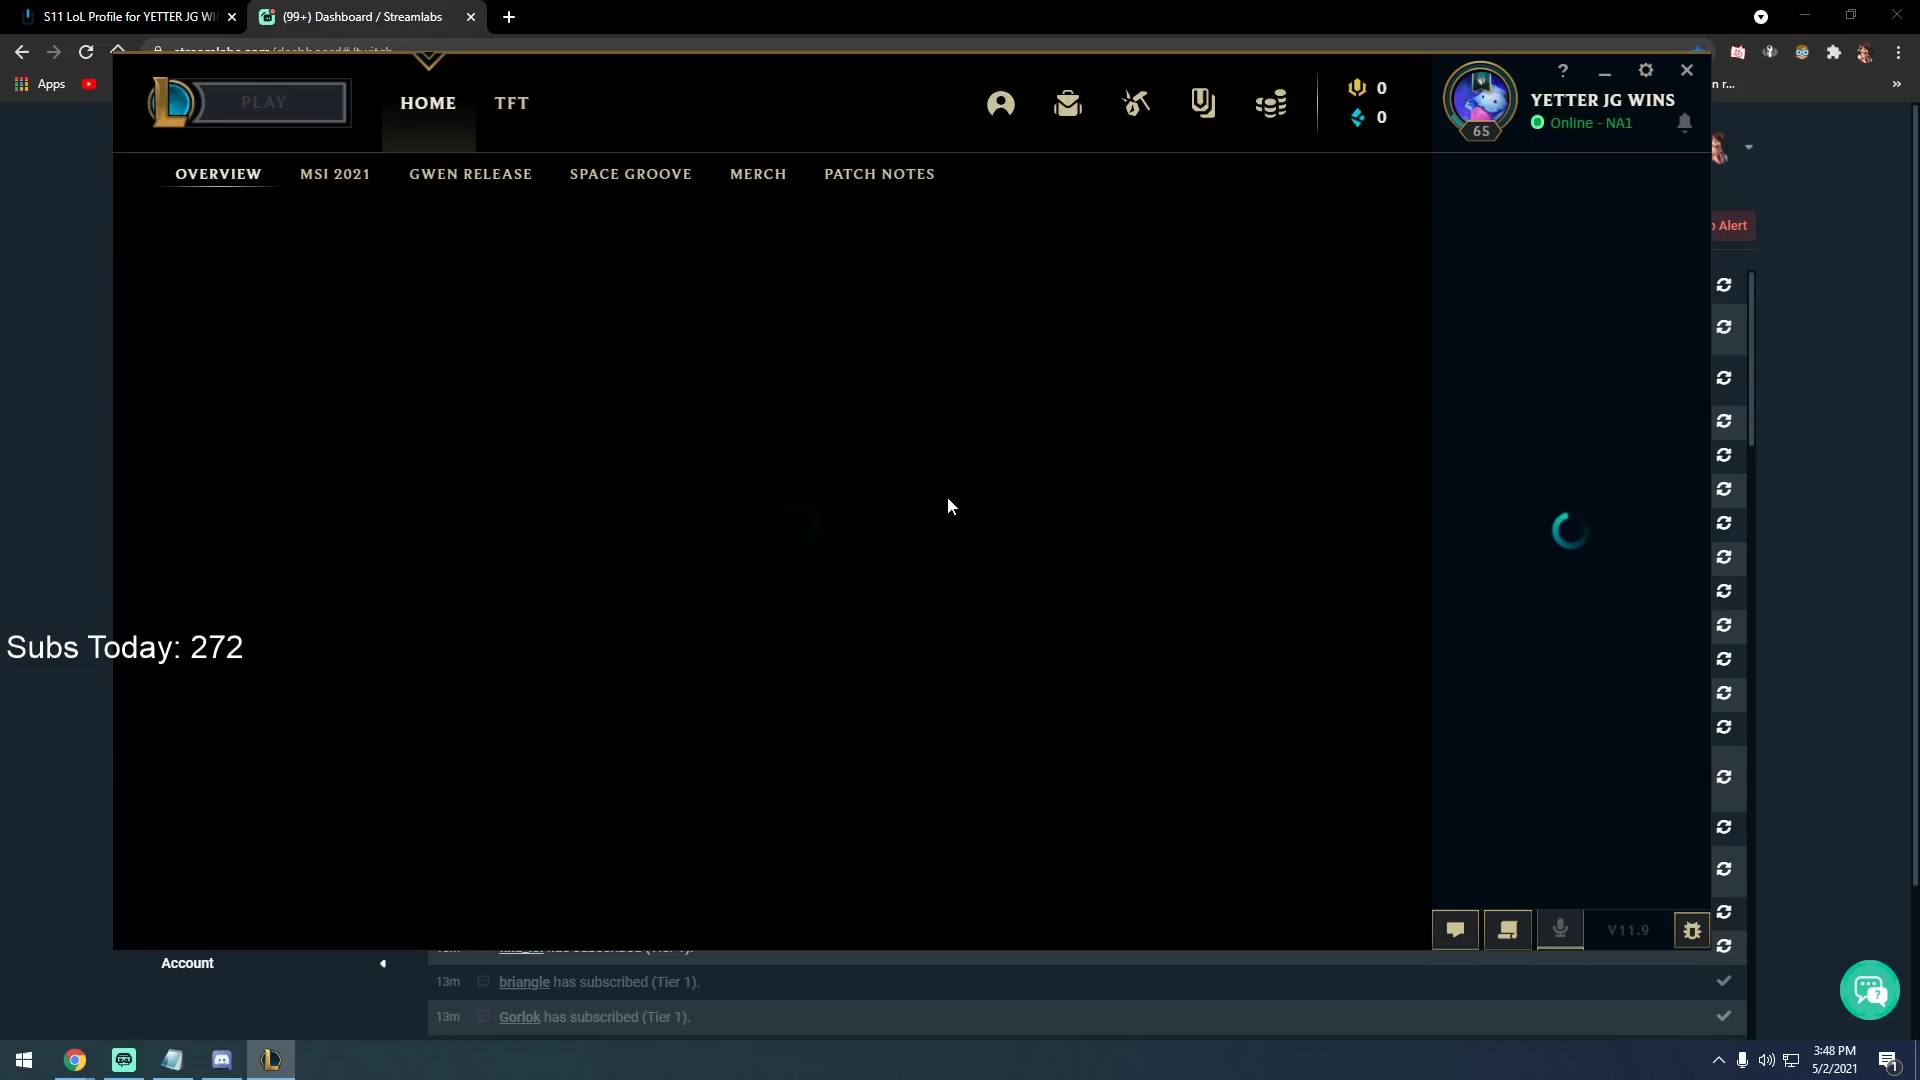 S11 LoL Profile for YETTER JG WI
(99+) Dashboard / Streamlabs
Apps
n r...
PLAY
HOME
TFT
0
0
YETTER JG WINS
Online - NA1
65
OVERVIEW
MSI 2021
GWEN RELEASE
SPACE GROOVE
MERCH
PATCH NOTES
Alert
Subs Today: 272
V11.9
Account
13m briangle has subscribed (Tier 1).
13m Gorlok has subscribed (Tier 1).
3:48 PM
5/2/2021
1